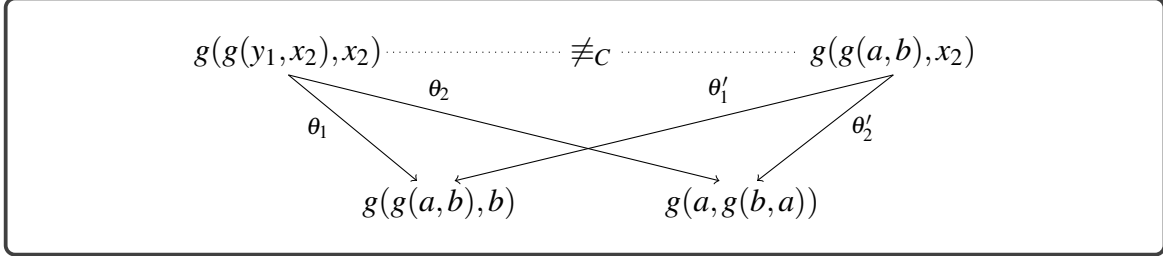 g(g(y₁,x₂),x₂) ≢_C g(g(a,b),x₂)
θ₂ θ′₁
θ₁ θ′₂
g(g(a,b),b) g(a,g(b,a))